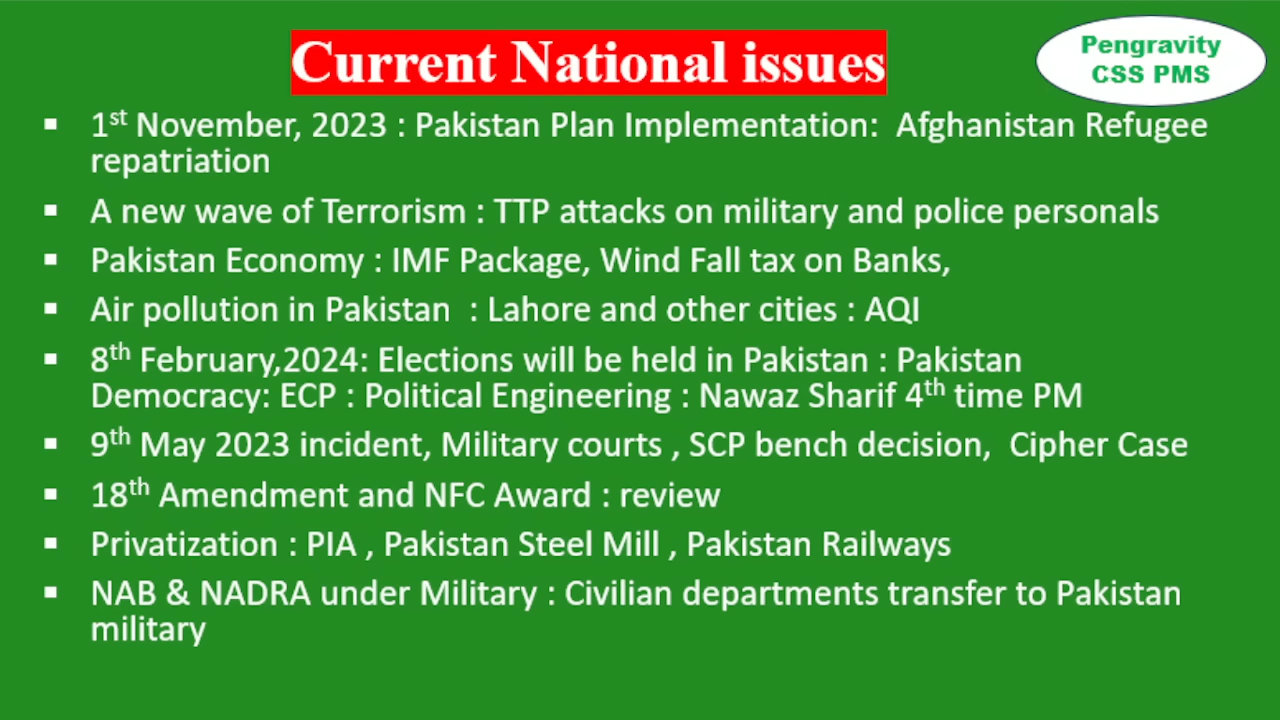 Current National issues
Pengravity
CSS PMS
▪ 1st November, 2023 : Pakistan Plan Implementation:  Afghanistan Refugee
repatriation
▪ A new wave of Terrorism : TTP attacks on military and police personals
▪ Pakistan Economy : IMF Package, Wind Fall tax on Banks,
▪ Air pollution in Pakistan  : Lahore and other cities : AQI
▪ 8th February,2024: Elections will be held in Pakistan : Pakistan
Democracy: ECP : Political Engineering : Nawaz Sharif 4th time PM
▪ 9th May 2023 incident, Military courts , SCP bench decision,  Cipher Case
▪ 18th Amendment and NFC Award : review
▪ Privatization : PIA , Pakistan Steel Mill , Pakistan Railways
▪ NAB & NADRA under Military : Civilian departments transfer to Pakistan
military